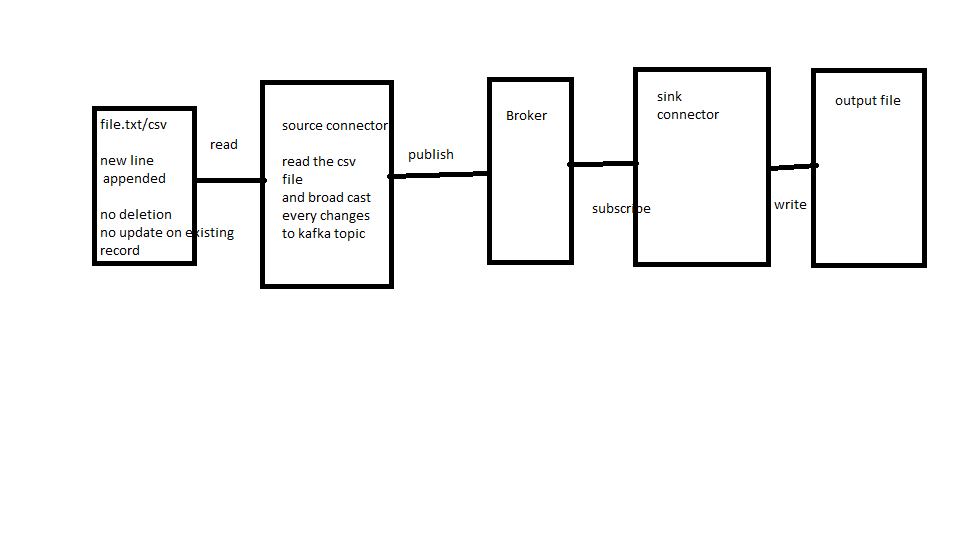 file.txt/csv
new line
appended
no deletion
no update on existing
record
read
source connector
read the csv
file
and broad cast
every changes
to kafka topic
publish
Broker
subscribe
sink
connector
write
output file